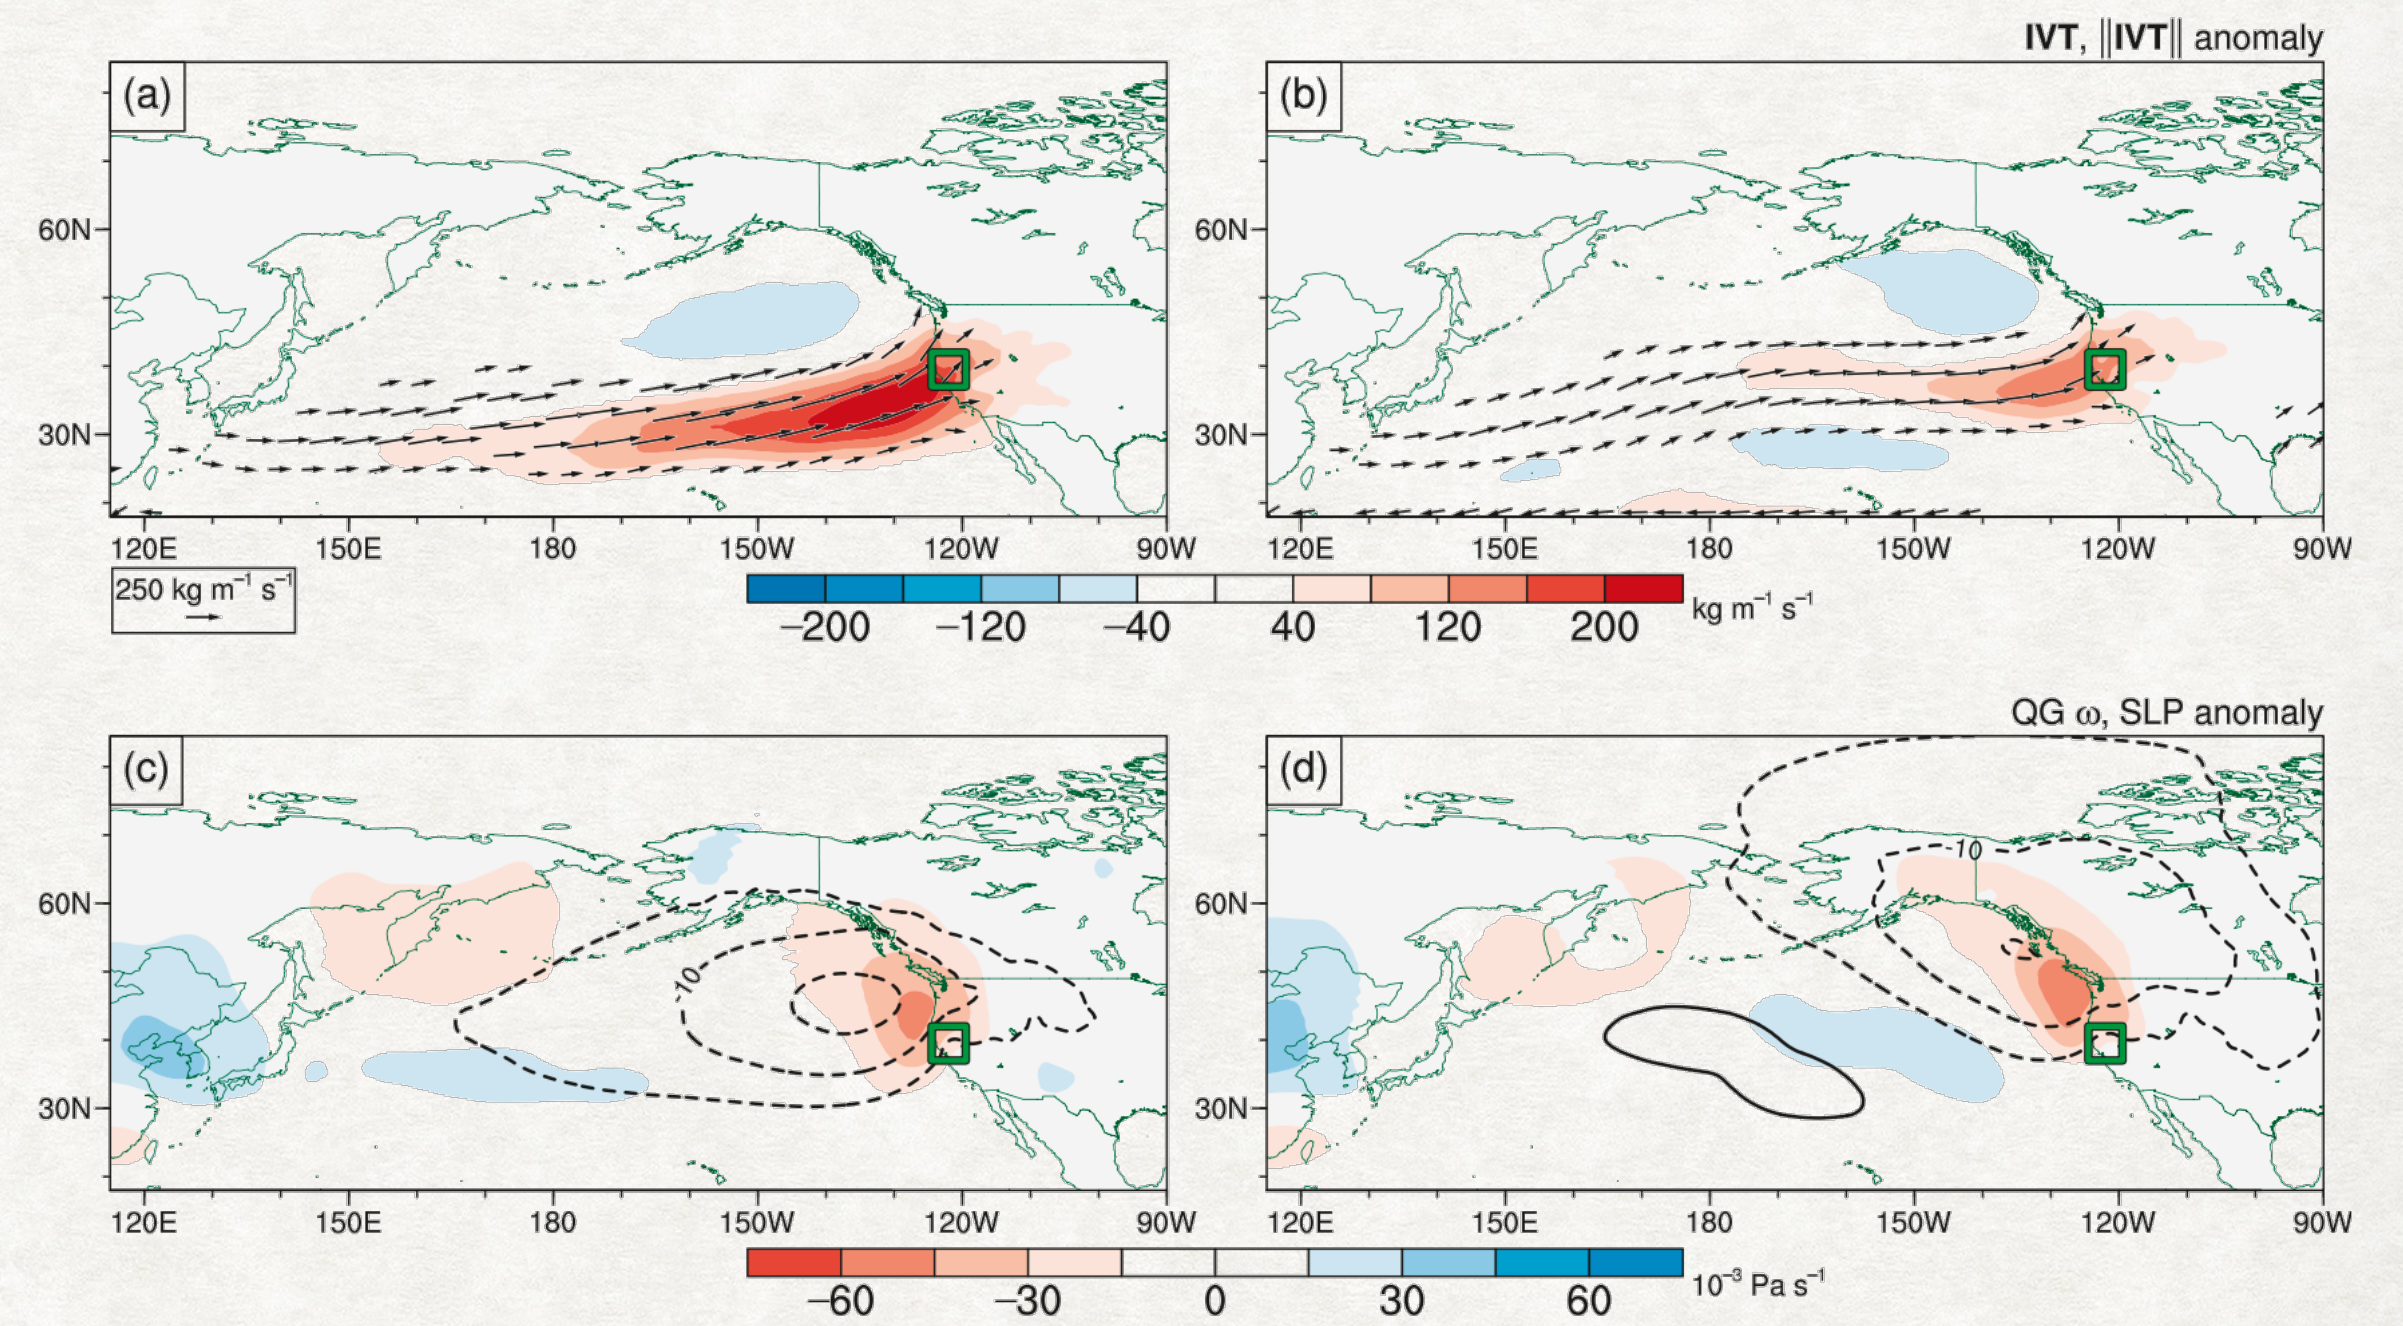 IVT, ||IVT|| anomaly
(a)
(b)
60N
60N
30N
30N
120E 150E 180 150W 120W 90W
120E 150E 180 150W 120W 90W
250 kg m⁻¹ s⁻¹
−200 −120 −40 40 120 200
kg m⁻¹ s⁻¹
QG ω, SLP anomaly
(c)
(d)
-10
60N
60N
-10
30N
30N
120E 150E 180 150W 120W 90W
120E 150E 180 150W 120W 90W
−60 −30 0 30 60
10⁻³ Pa s⁻¹